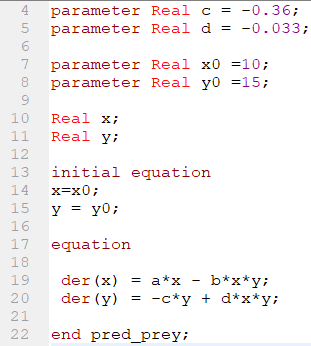 4 parameter Real c = -0.36;
5 parameter Real d = -0.033;
6
7 parameter Real x0 =10;
8 parameter Real y0 =15;
9
10 Real x;
11 Real y;
12
13 initial equation
14 x=x0;
15 y = y0;
16
17 equation
18
19 der(x) = a*x - b*x*y;
20 der(y) = -c*y + d*x*y;
21
22 end pred_prey;